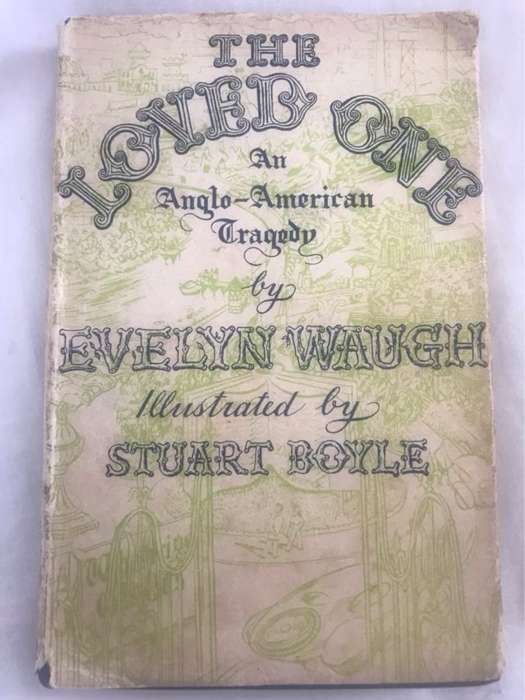 THE
LOVED ONE
An
Anglo-American
Tragedy
by
EVELYN WAUGH
Illustrated by
STUART BOYLE